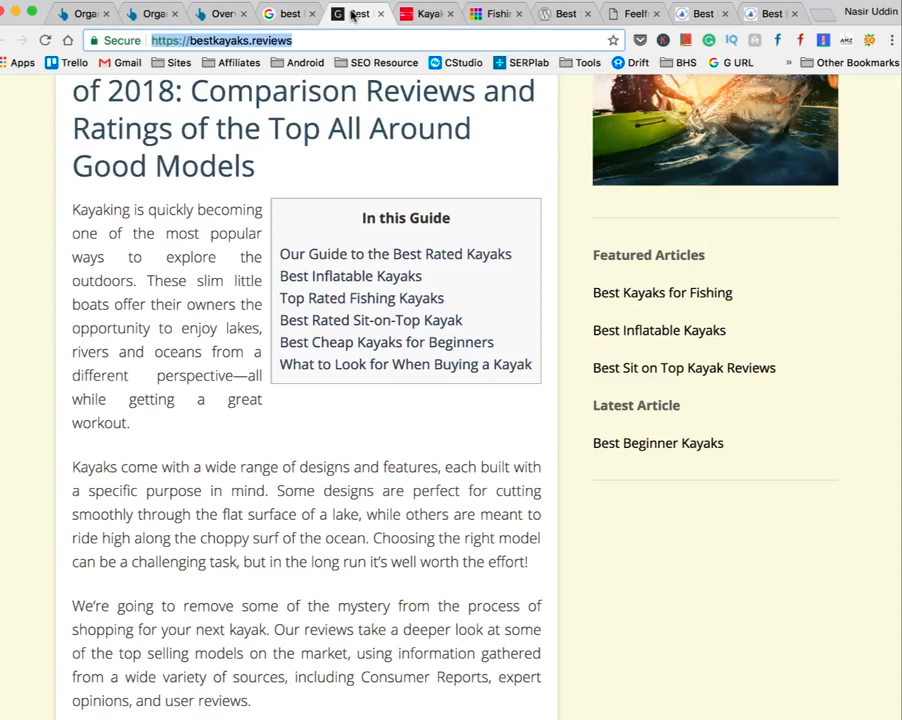 Orga
Orga
Over
best
Best
Kaya
Fishi
Best
Feelf
Best
Best
Nasir Uddin
Secure https://bestkayaks.reviews
Apps Trello Gmail Sites Affiliates Android SEO Resource CStudio SERPlab Tools Drift BHS G URL » Other Bookmarks
of 2018: Comparison Reviews and
Ratings of the Top All Around
Good Models
Kayaking is quickly becoming
one of the most popular
ways to explore the
outdoors. These slim little
boats offer their owners the
opportunity to enjoy lakes,
rivers and oceans from a
different perspective—all
while getting a great
workout.
In this Guide
Our Guide to the Best Rated Kayaks
Best Inflatable Kayaks
Top Rated Fishing Kayaks
Best Rated Sit-on-Top Kayak
Best Cheap Kayaks for Beginners
What to Look for When Buying a Kayak
Kayaks come with a wide range of designs and features, each built with
a specific purpose in mind. Some designs are perfect for cutting
smoothly through the flat surface of a lake, while others are meant to
ride high along the choppy surf of the ocean. Choosing the right model
can be a challenging task, but in the long run it's well worth the effort!
We're going to remove some of the mystery from the process of
shopping for your next kayak. Our reviews take a deeper look at some
of the top selling models on the market, using information gathered
from a wide variety of sources, including Consumer Reports, expert
opinions, and user reviews.
Featured Articles
Best Kayaks for Fishing
Best Inflatable Kayaks
Best Sit on Top Kayak Reviews
Latest Article
Best Beginner Kayaks